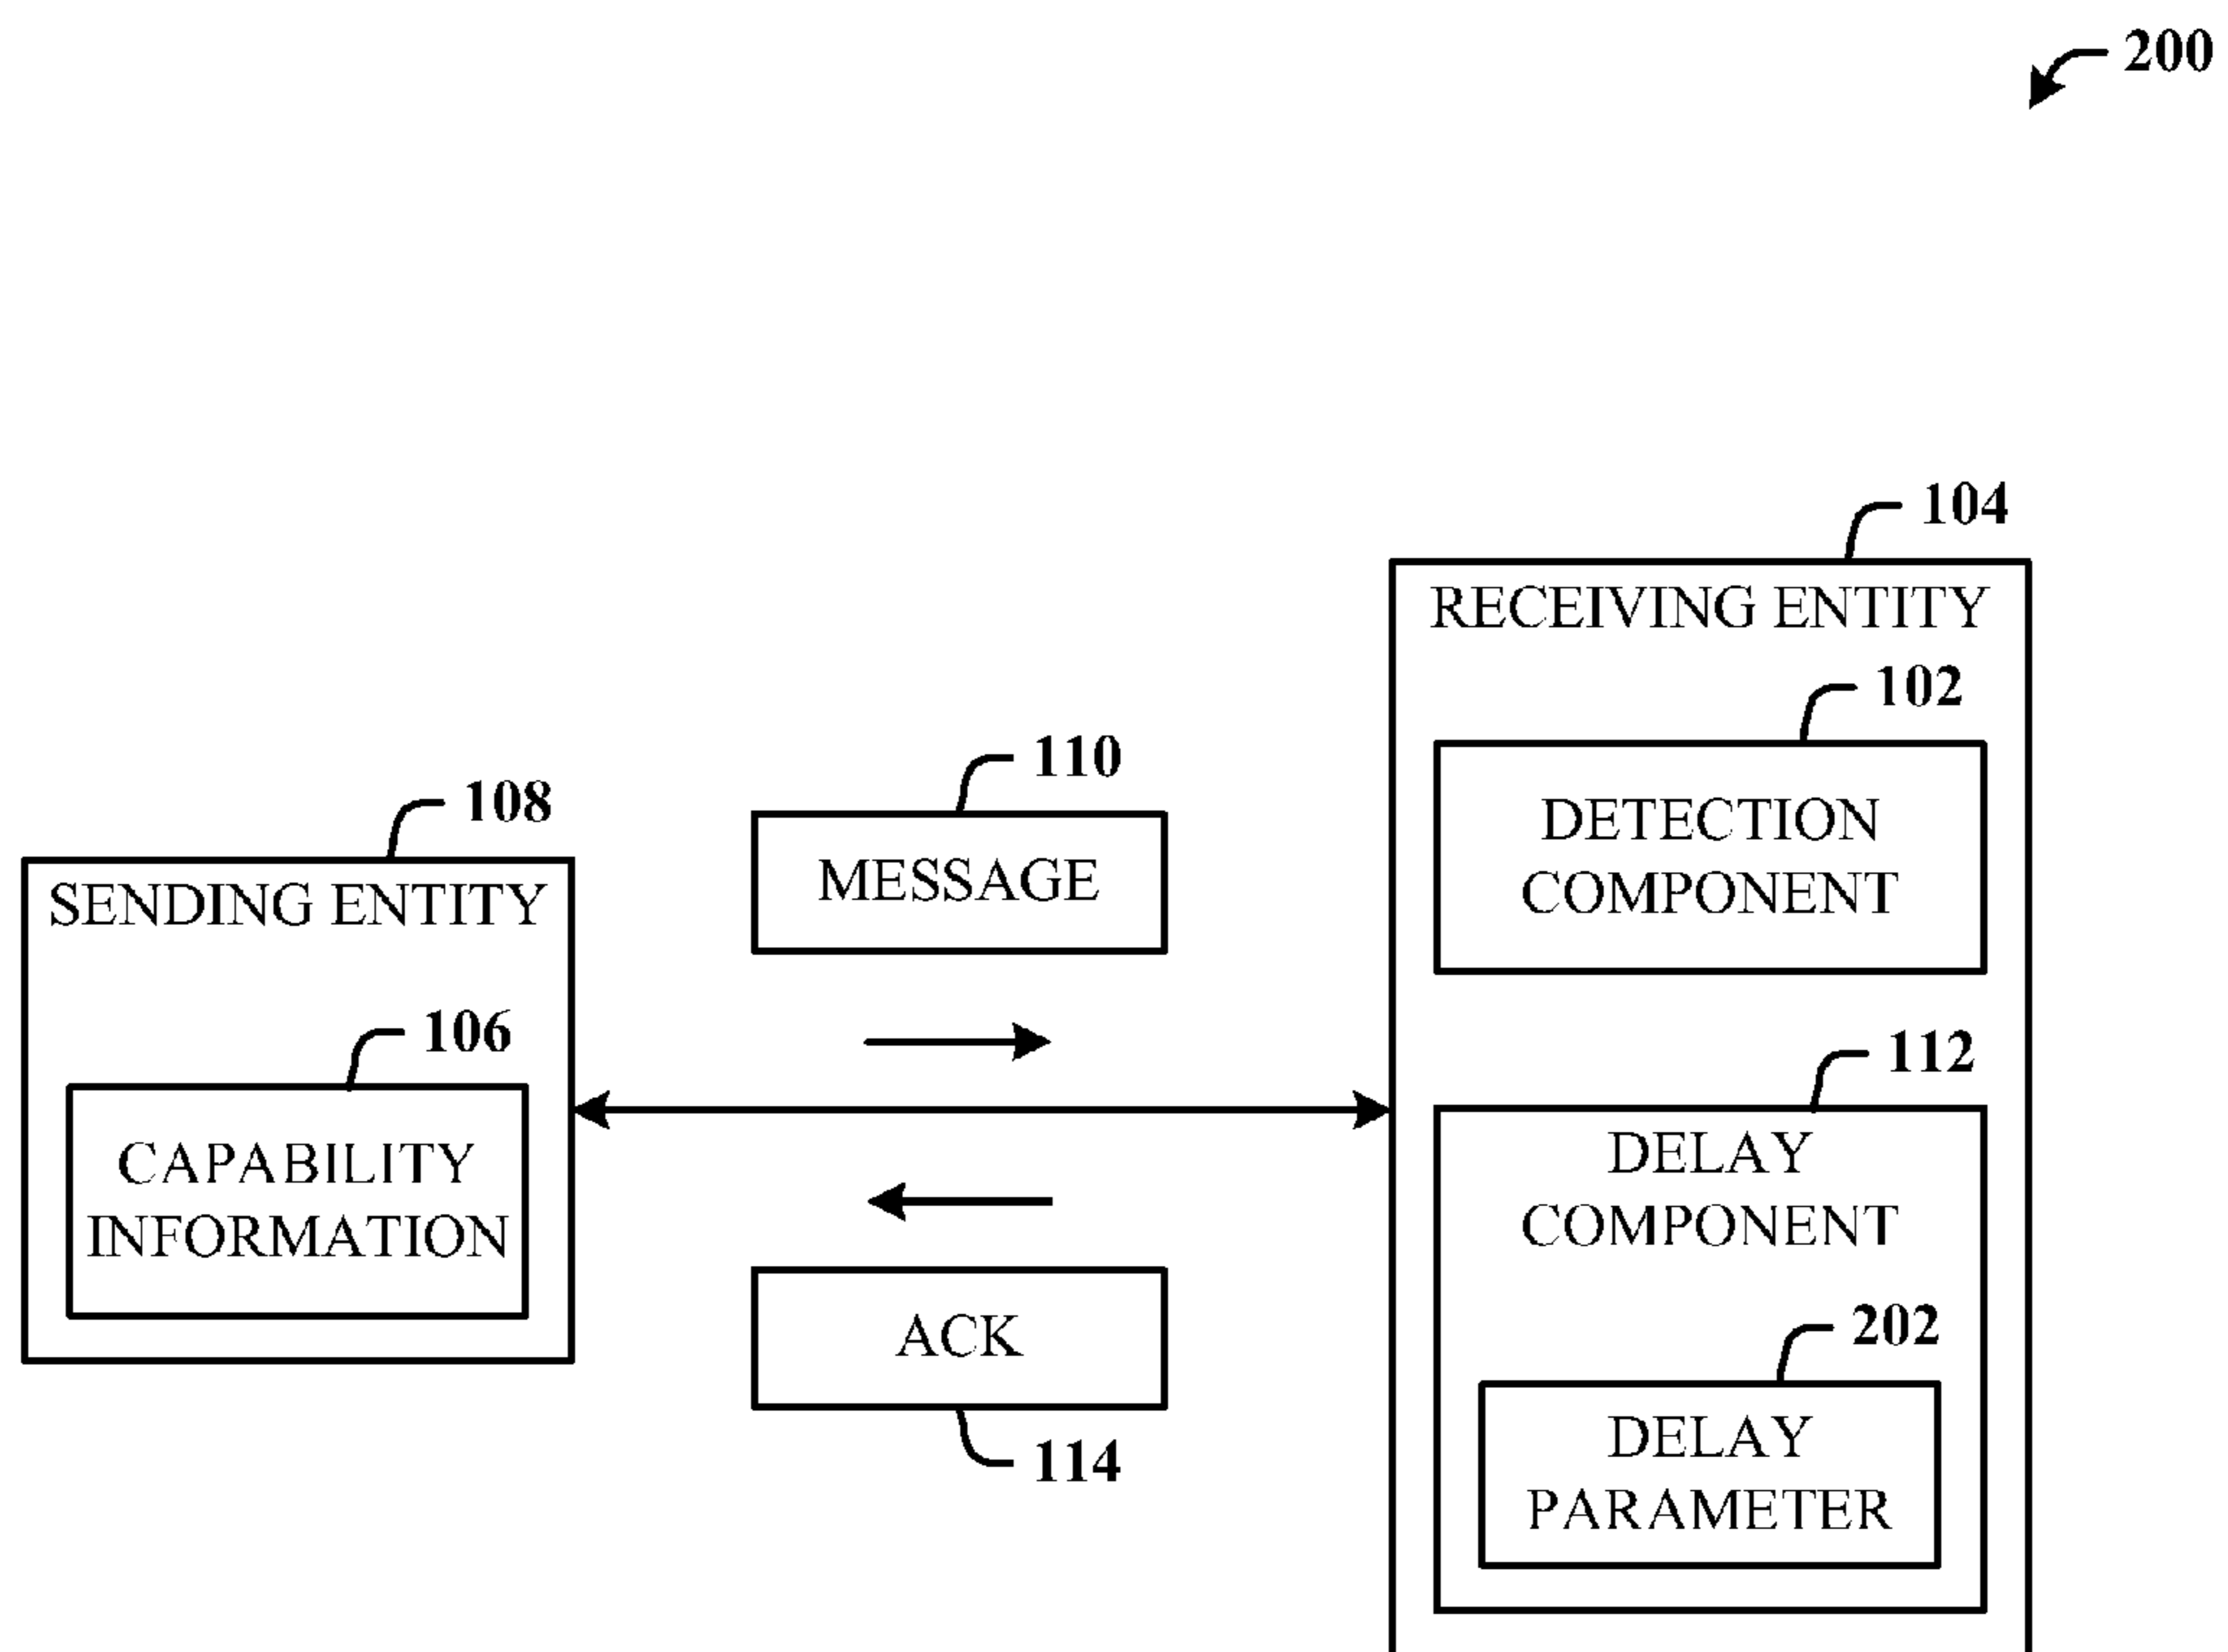 200
104
RECEIVING ENTITY
102
DETECTION
COMPONENT
110
MESSAGE
108
SENDING ENTITY
106
CAPABILITY
INFORMATION
112
DELAY
COMPONENT
202
DELAY
PARAMETER
ACK
114